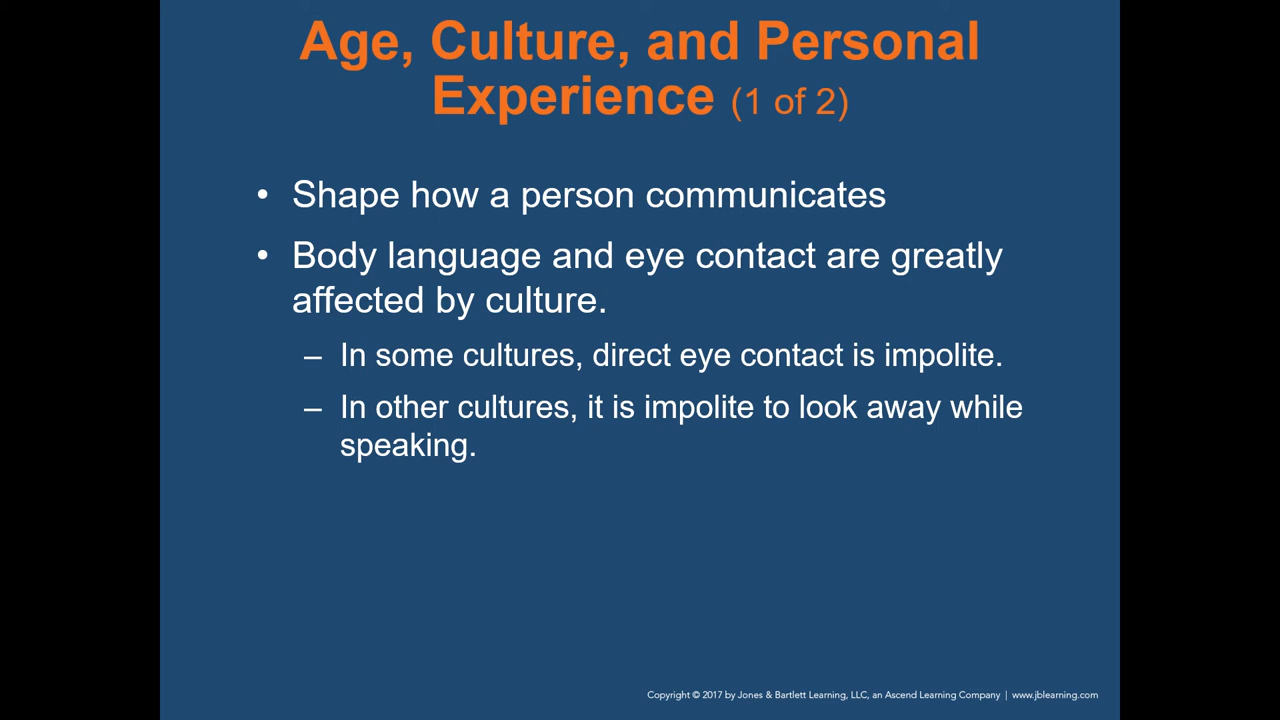 Age, Culture, and Personal
Experience (1 of 2)
• Shape how a person communicates
• Body language and eye contact are greatly
affected by culture.
– In some cultures, direct eye contact is impolite.
– In other cultures, it is impolite to look away while
speaking.
Copyright © 2017 by Jones & Bartlett Learning, LLC, an Ascend Learning Company | www.jblearning.com